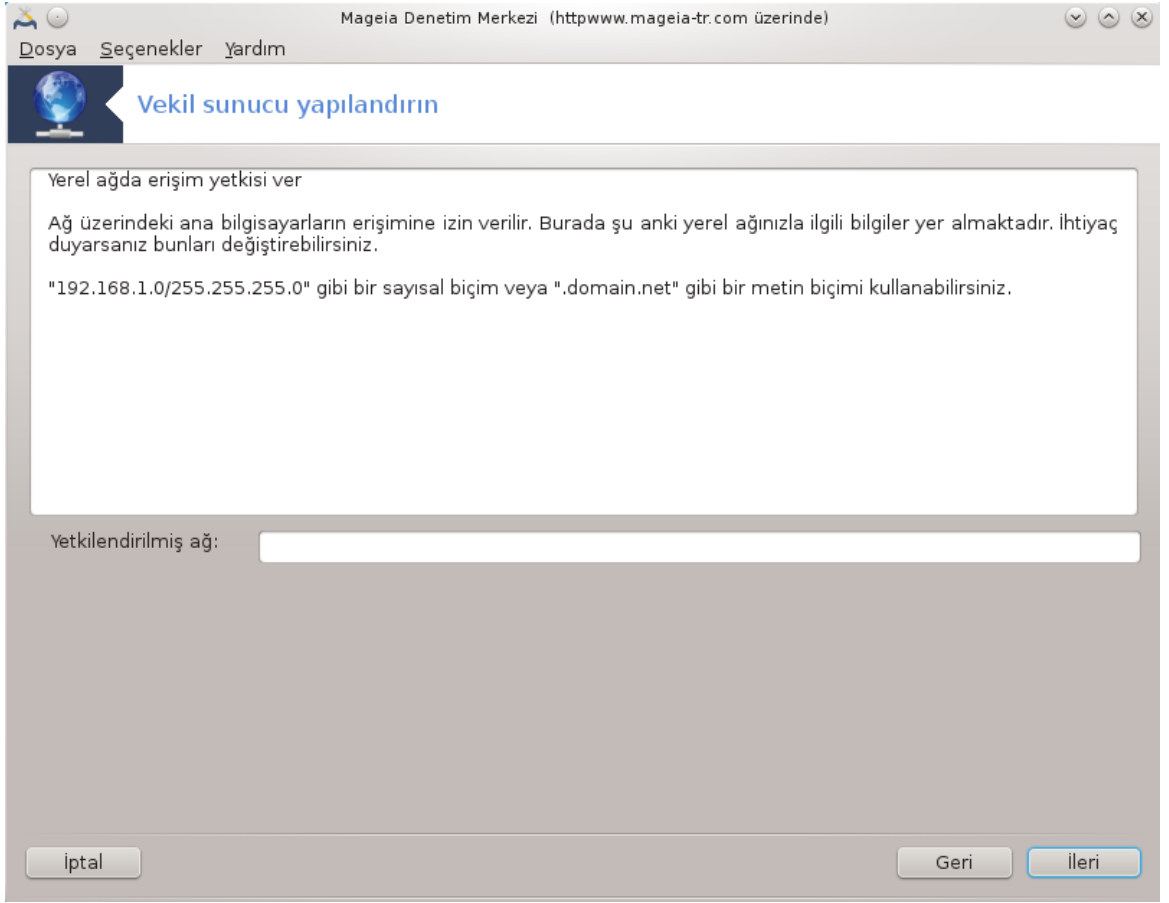 Mageia Denetim Merkezi (httpwww.mageia-tr.com üzerinde)
Dosya Seçenekler Yardım
Vekil sunucu yapılandırın
Yerel ağda erişim yetkisi ver
Ağ üzerindeki ana bilgisayarların erişimine izin verilir. Burada şu anki yerel ağınızla ilgili bilgiler yer almaktadır. İhtiyaç
duyarsanız bunları değiştirebilirsiniz.
"192.168.1.0/255.255.255.0" gibi bir sayısal biçim veya ".domain.net" gibi bir metin biçimi kullanabilirsiniz.
Yetkilendirilmiş ağ:
İptal Geri İleri